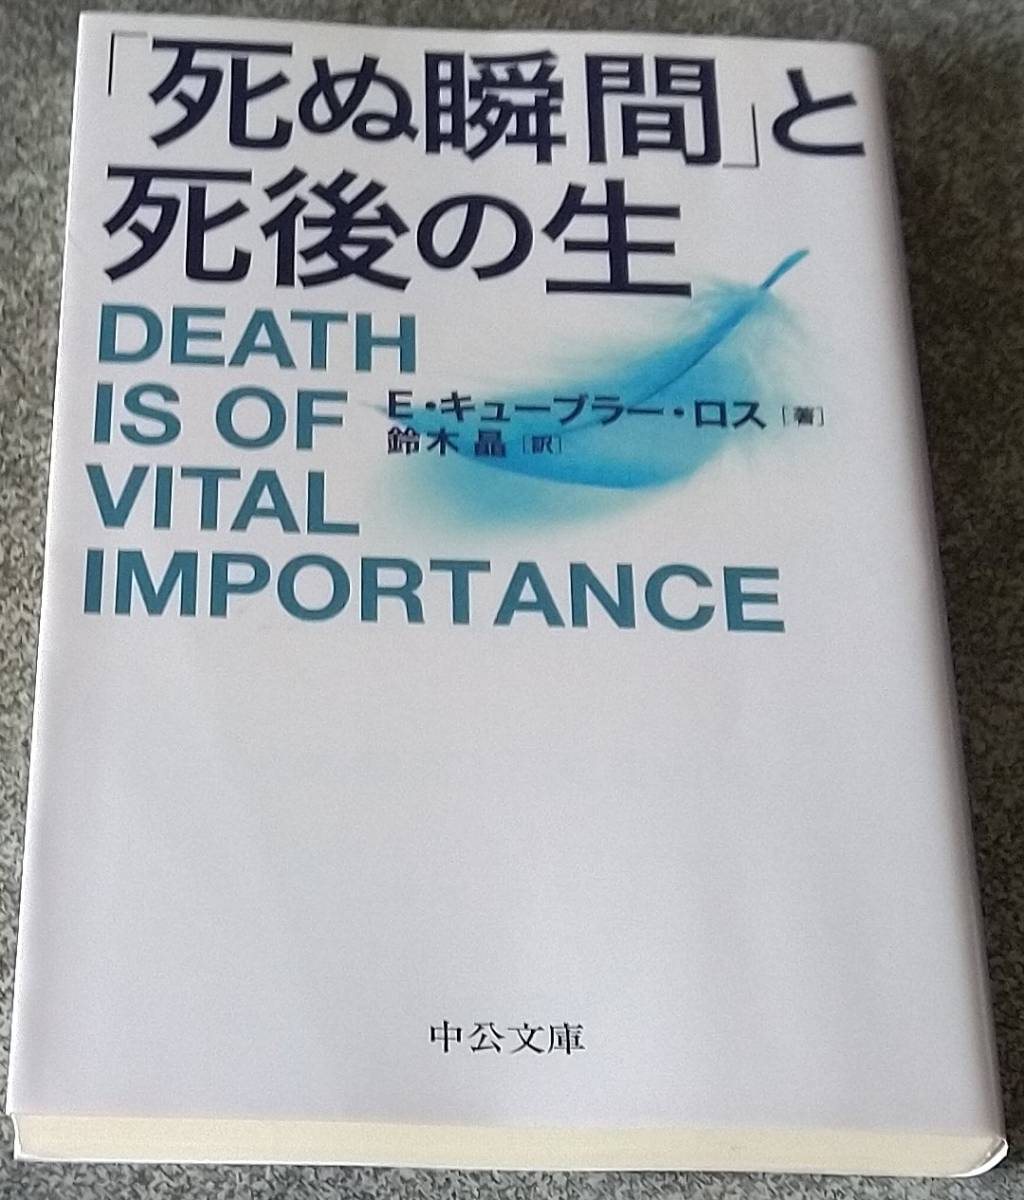 「死ぬ瞬間」と
死後の生
DEATH
IS OF
VITAL
IMPORTANCE
E・キューブラー・ロス［著］
鈴木 晶［訳］
中公文庫